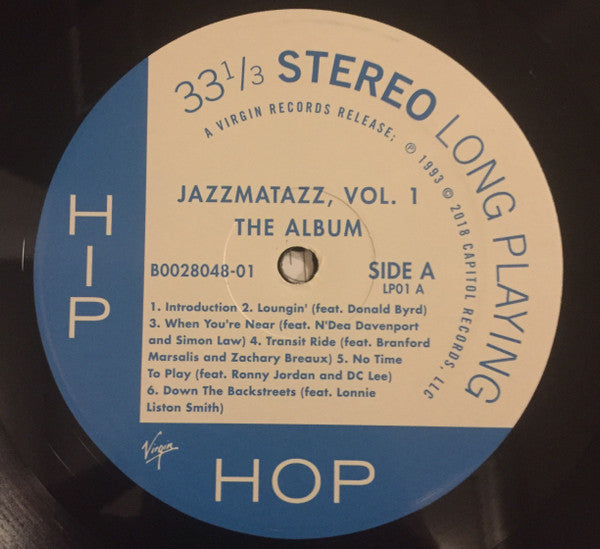 33 1/3 STEREO LONG PLAYING
A VIRGIN RECORDS RELEASE; ℗ 1993 © 2018 CAPITOL RECORDS, LLC
JAZZMATAZZ, VOL. 1
THE ALBUM
B0028048-01
SIDE A
LP01 A
1. Introduction 2. Loungin' (feat. Donald Byrd)
3. When You're Near (feat. N'Dea Davenport
and Simon Law) 4. Transit Ride (feat. Branford
Marsalis and Zachary Breaux) 5. No Time
To Play (feat. Ronny Jordan and DC Lee)
6. Down The Backstreets (feat. Lonnie
Liston Smith)
HIP
Virgin
HOP